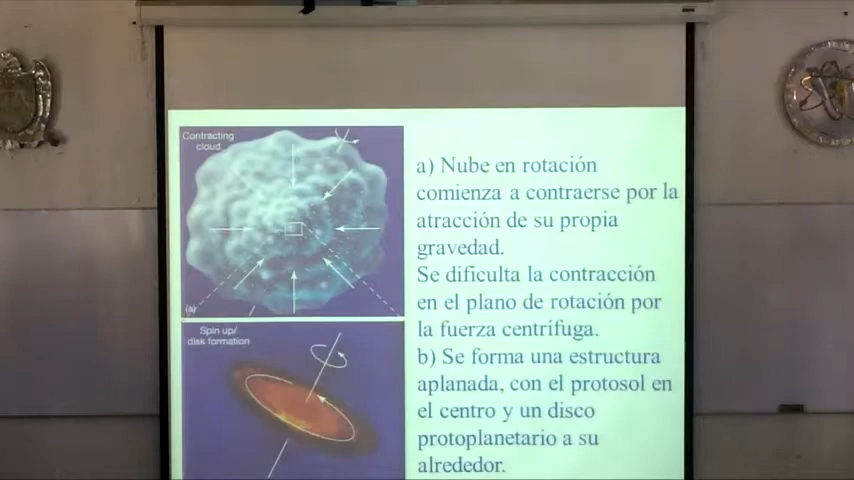 Contracting
cloud
(a)
Spin up/
disk formation
a) Nube en rotación
comienza a contraerse por la
atracción de su propia
gravedad.
Se dificulta la contracción
en el plano de rotación por
la fuerza centrífuga.
b) Se forma una estructura
aplanada, con el protosol en
el centro y un disco
protoplanetario a su
alrededor.